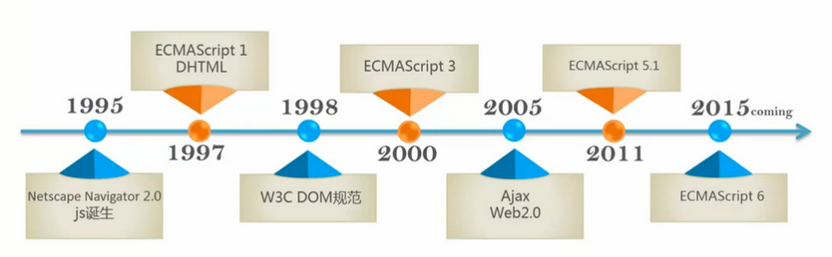 ECMAScript 1
DHTML
ECMAScript 3
ECMAScript 5.1
1995
1998
2005
2015coming
1997
2000
2011
Netscape Navigator 2.0
js诞生
W3C DOM规范
Ajax
Web2.0
ECMAScript 6